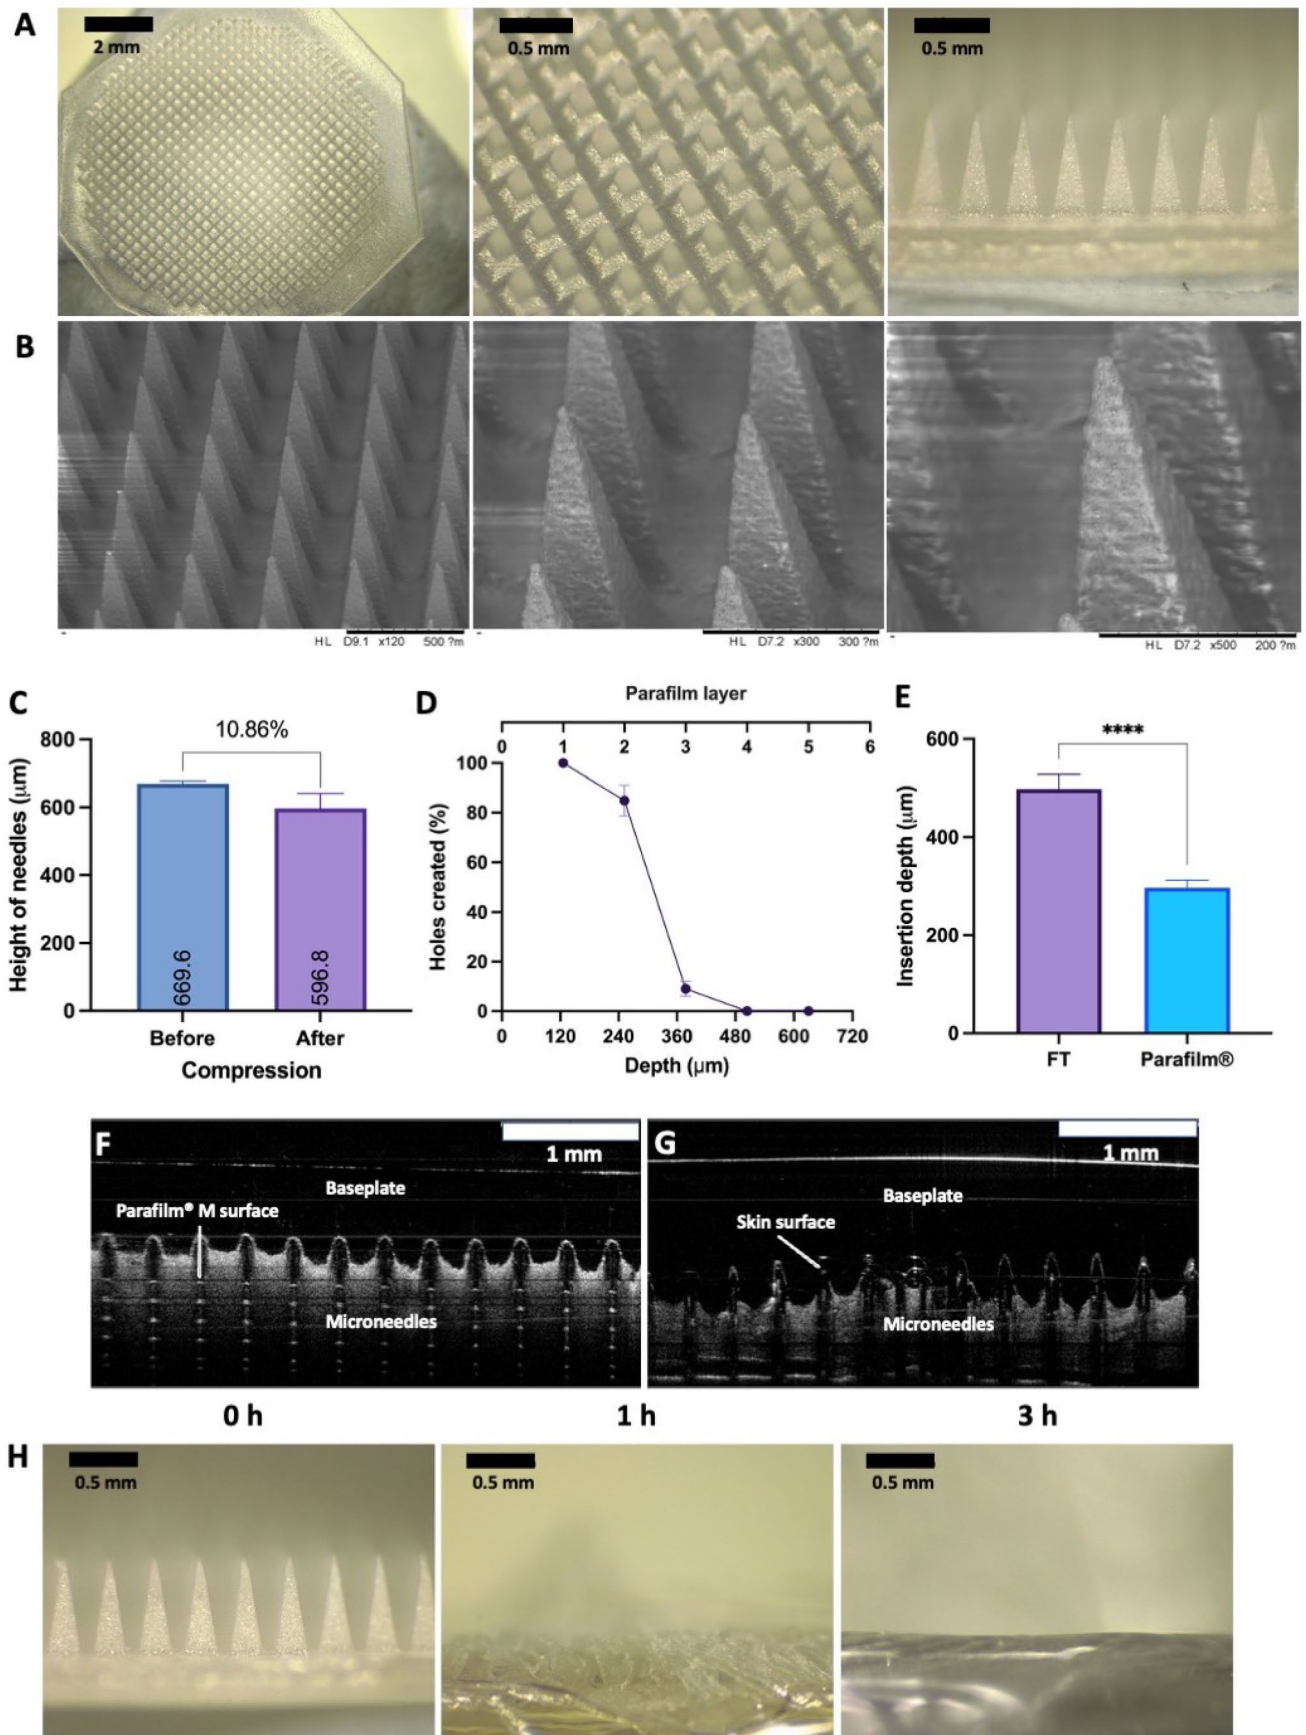 A
2 mm
0.5 mm
0.5 mm
B
HL D9.1 x120 500 ?m
HL D7.2 x300 300 ?m
HL D7.2 x500 200 ?m
C
10.86%
Height of needles (μm)
800
600
400
200
0
669.6
596.8
Before
After
Compression
D
Parafilm layer
0 1 2 3 4 5 6
Holes created (%)
100
80
60
40
20
0
0 120 240 360 480 600 720
Depth (μm)
E
****
Insertion depth (μm)
600
400
200
0
FT
Parafilm®
F
1 mm
Baseplate
Parafilm® M surface
Microneedles
G
1 mm
Baseplate
Skin surface
Microneedles
0 h
1 h
3 h
H
0.5 mm
0.5 mm
0.5 mm